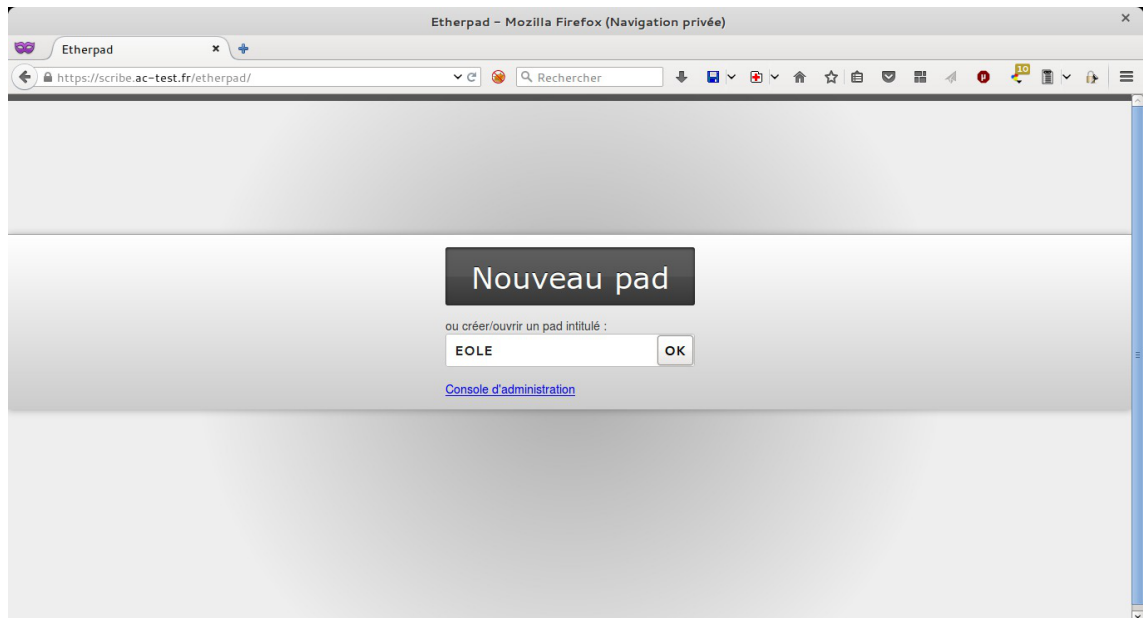 Etherpad - Mozilla Firefox (Navigation privée)
Etherpad
https://scribe.ac-test.fr/etherpad/
Rechercher
10
Nouveau pad
ou créer/ouvrir un pad intitulé :
EOLE
OK
Console d'administration